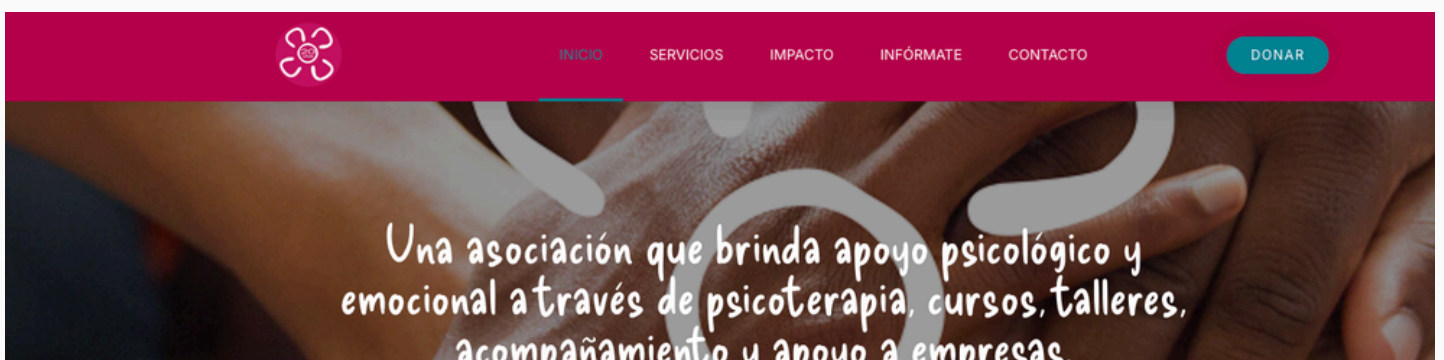 INICIO
SERVICIOS
IMPACTO
INFÓRMATE
CONTACTO
DONAR
Una asociación que brinda apoyo psicológico y
emocional a través de psicoterapia, cursos, talleres,
acompañamiento y apoyo a empresas.